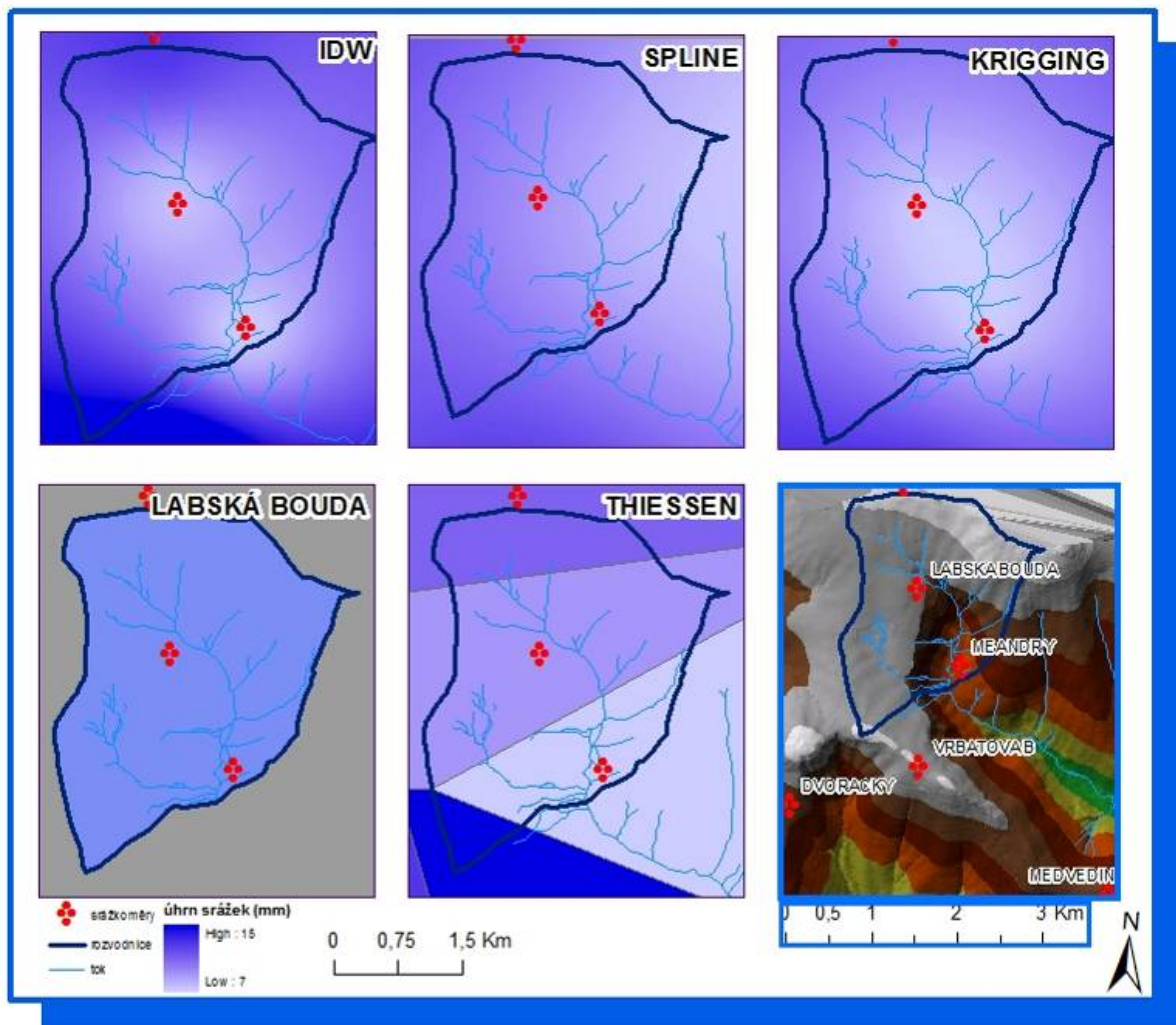 IDW
SPLINE
KRIGGING
LABSKÁ BOUDA
THIESSEN
LABSKABOUDA
MEANDRY
VRBATOVAB
DVORACKY
MEDVEDIN
srážkoměry
rozvodnice
tok
úhrn srážek (mm)
High : 15
Low : 7
0 0,75 1,5 Km
0 0,5 1 2 3 Km
N